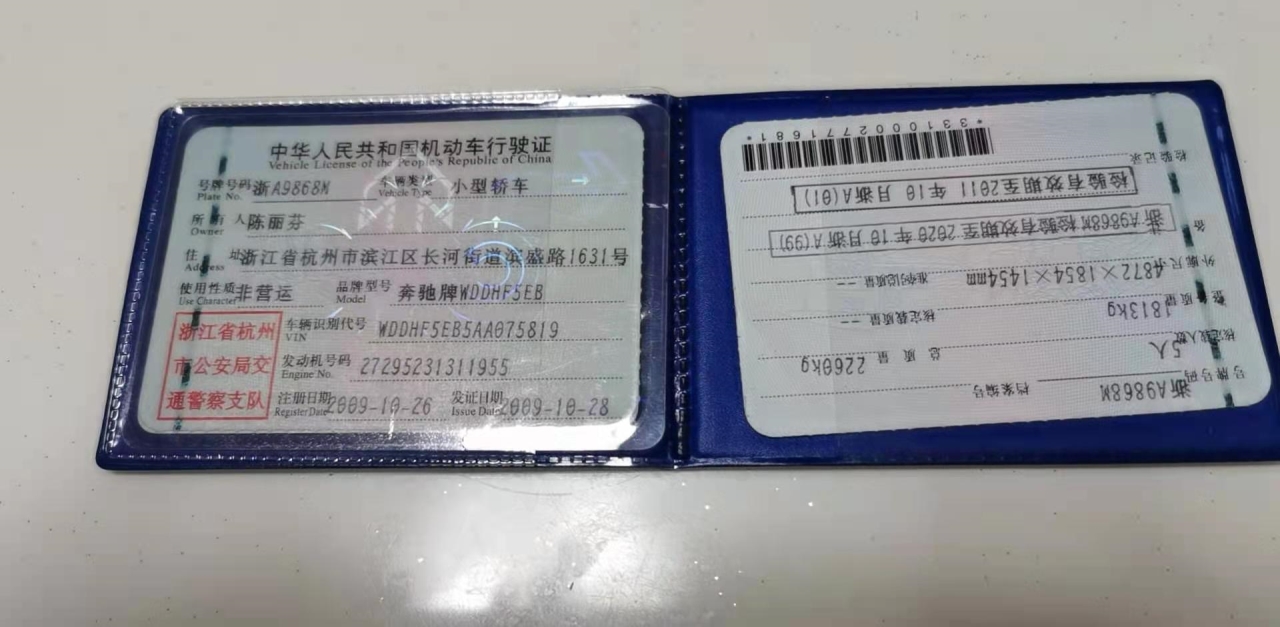 中华人民共和国机动车行驶证
Vehicle License of the People's Republic of China
号牌号码 浙A9868M 车辆类型 小型轿车
Plate No. Vehicle Type
所有人 陈丽芬
Owner
住址 浙江省杭州市滨江区长河街道英盛路1631号
Address
使用性质 非营运 品牌型号 奔驰牌WDDHF5EB
Use Character Model
浙江省杭州
市公安局交
通警察支队
车辆识别代号 WDDHF5EB5AA075819
VIN
发动机号码 27295231311955
Engine No.
注册日期 2009-10-26 发证日期 2009-10-28
Register Date Issue Date
号牌号码 浙A9868M 档案编号
核定载人数 5人 总质量 2260kg
整备质量 1813kg 核定载质量 --
外廓尺寸 4872×1854×1454mm 准牵总质量 --
备
浙A9868M检验有效期至2020年10月浙A(99)
检验有效期至2011年10月浙A(01)
检验记录
*3310002771681*